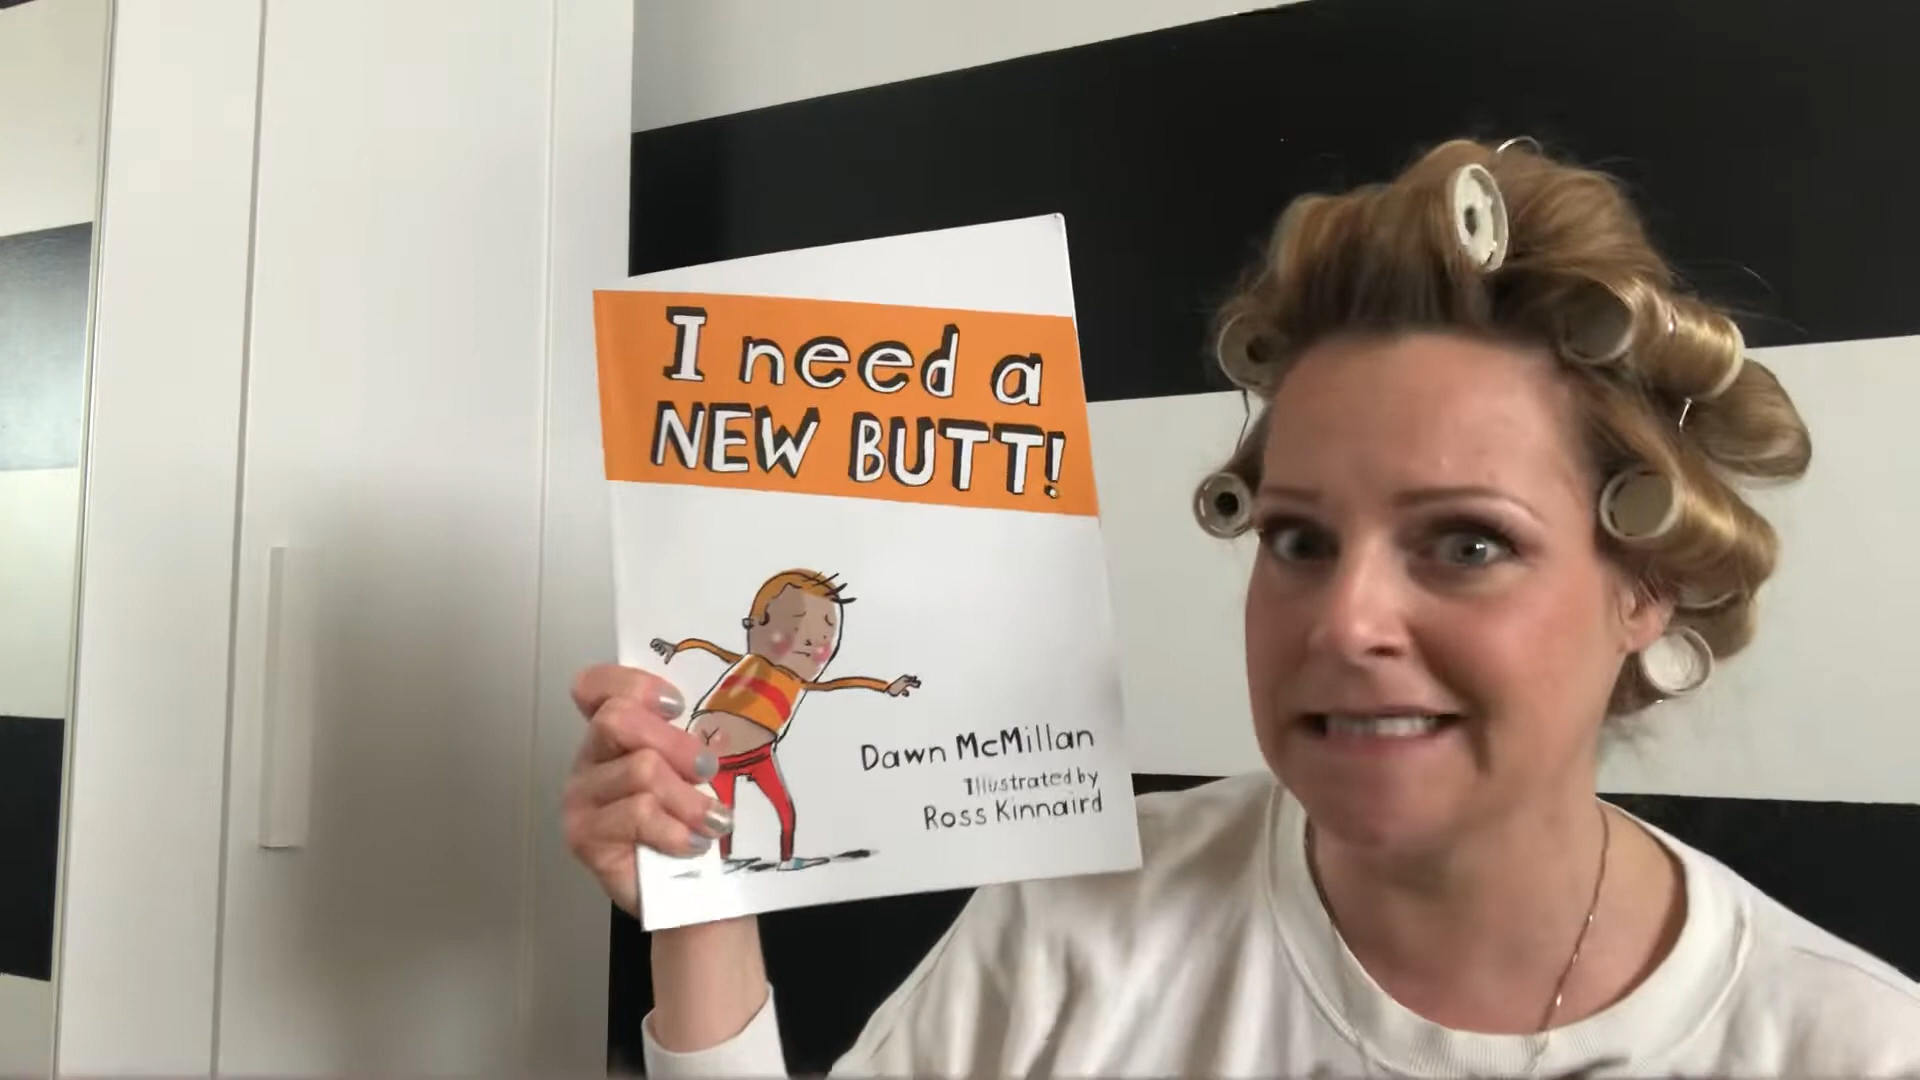 I need a
NEW BUTT!
Dawn McMillan
Illustrated by
Ross Kinnaird